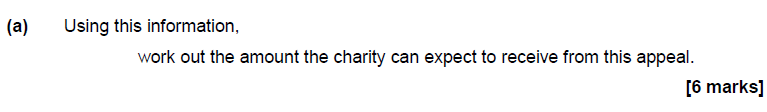 (a) Using this information,
work out the amount the charity can expect to receive from this appeal.
[6 marks]